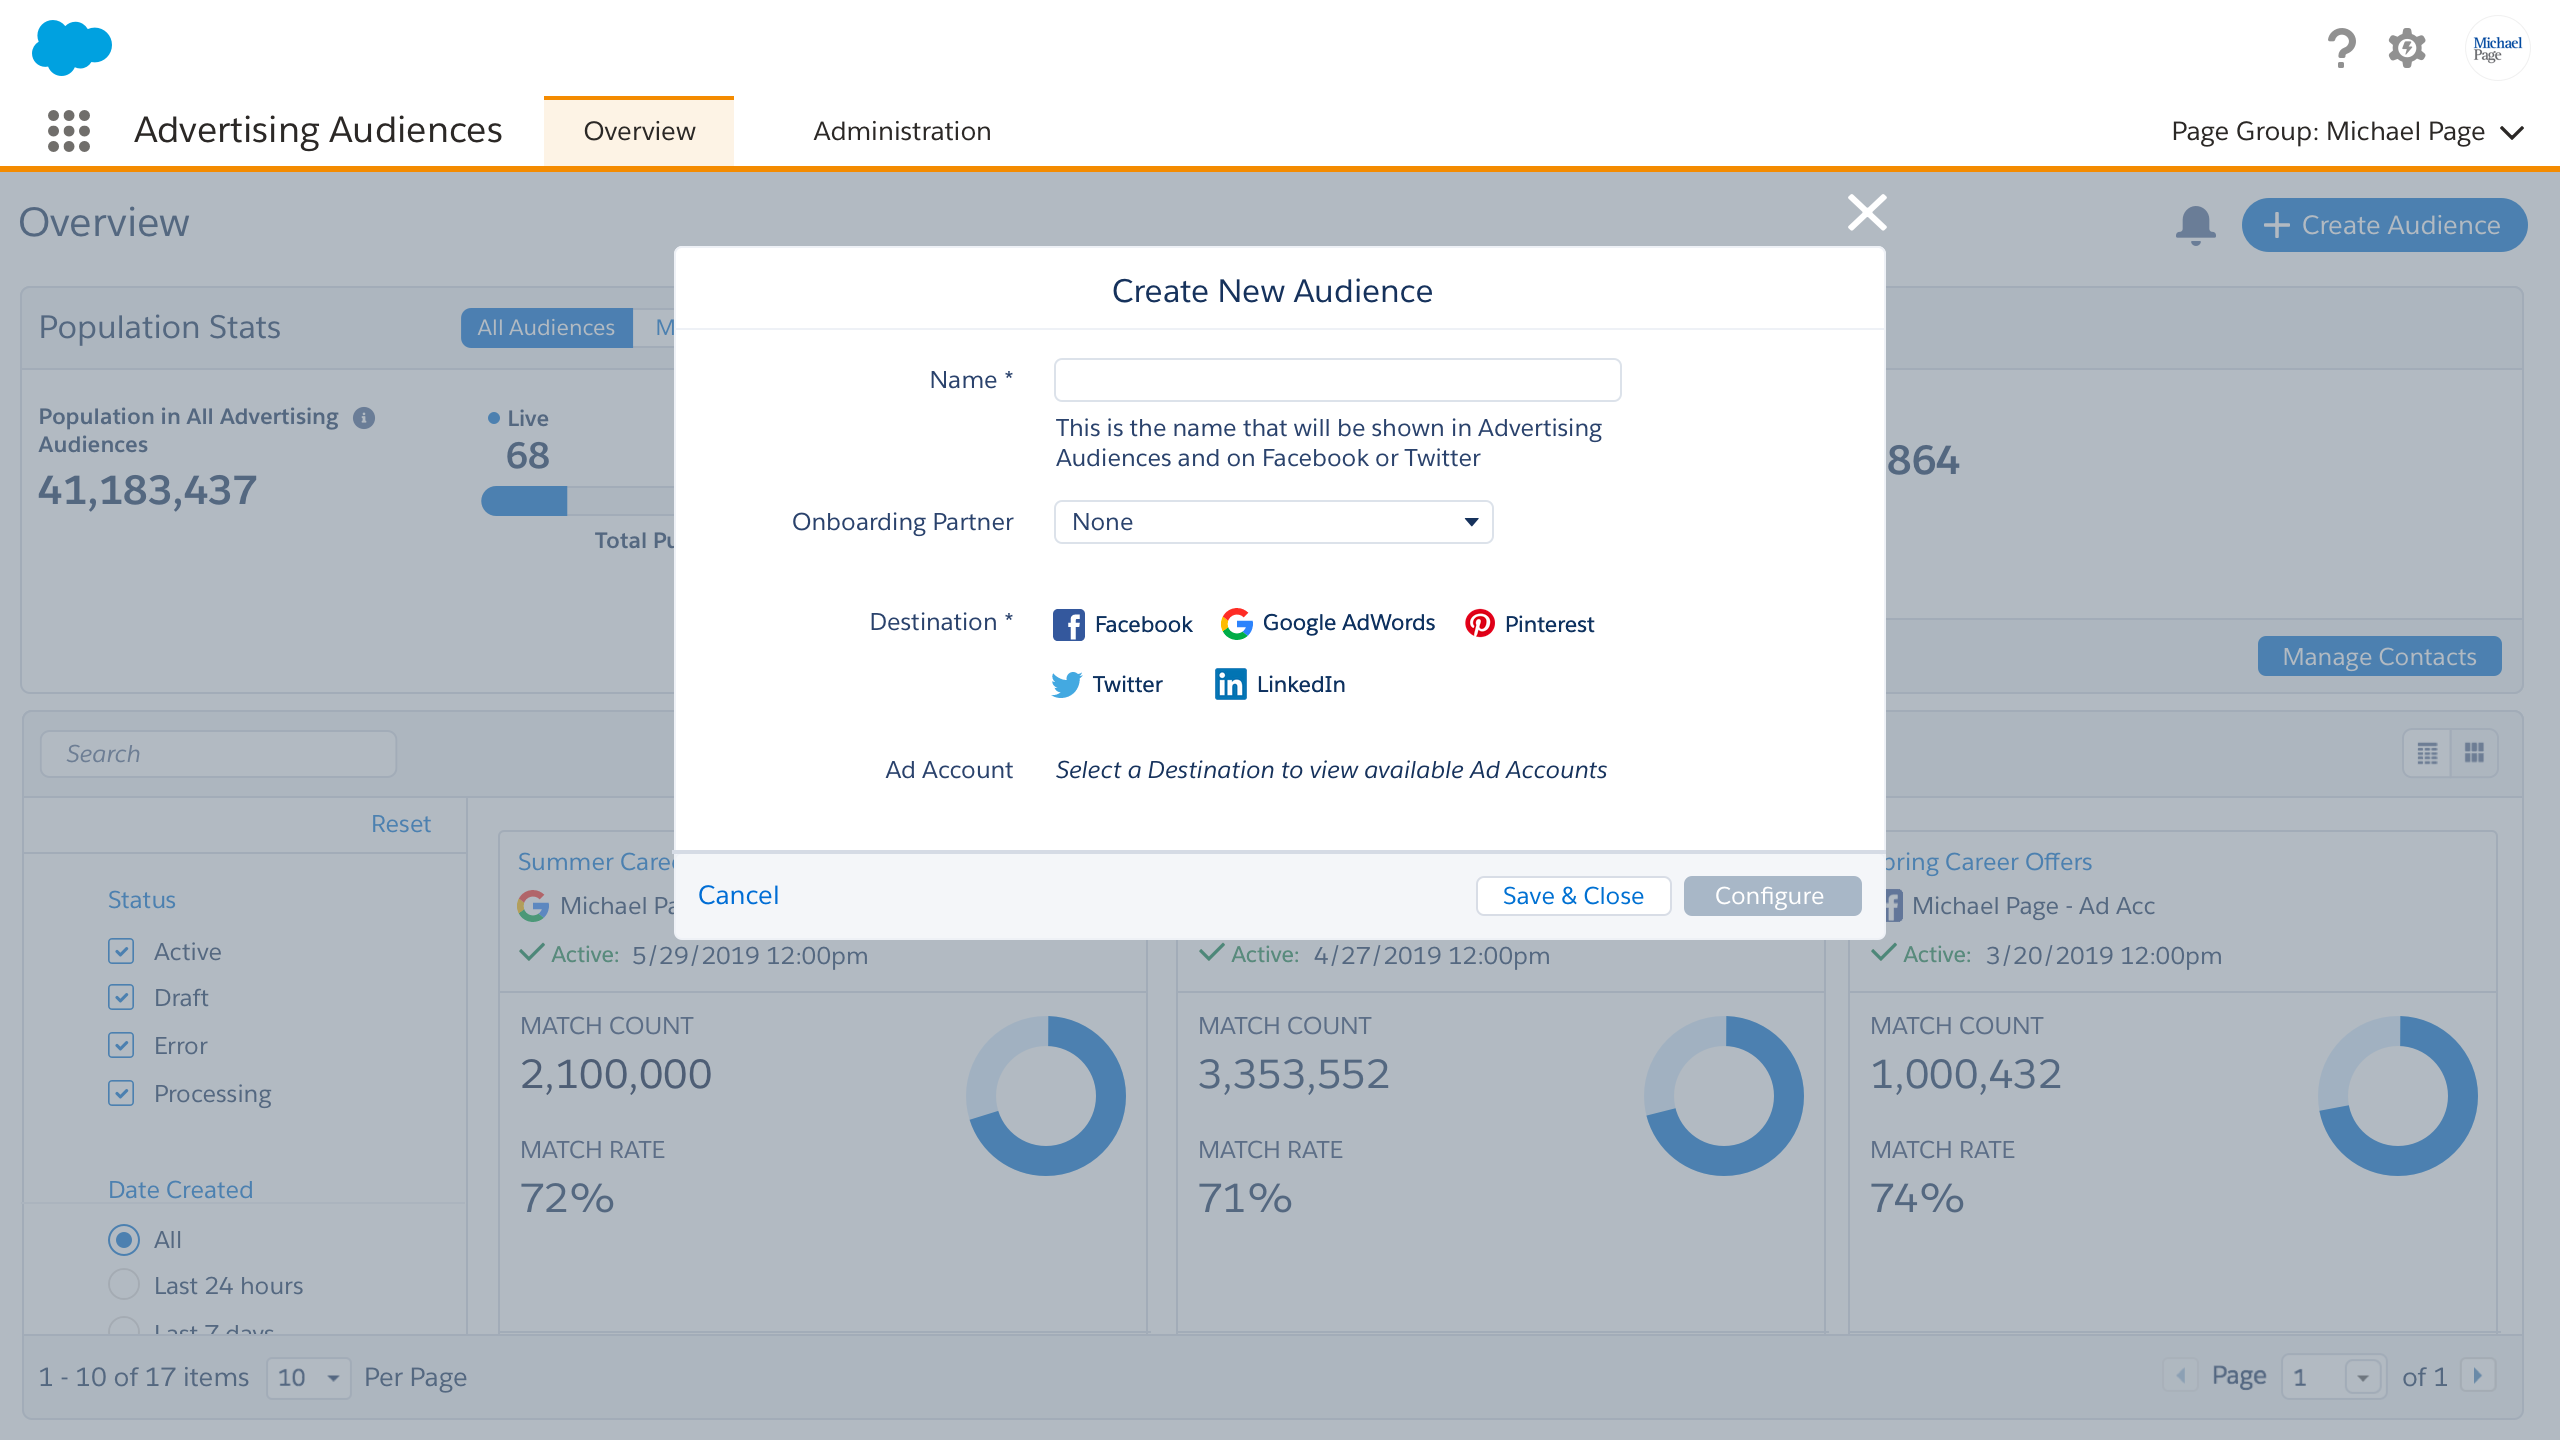 Michael
Page
Advertising Audiences
Overview
Administration
Page Group: Michael Page
Overview
Create Audience
Population Stats
All Audiences
M
Population in All Advertising
Audiences
41,183,437
Live
68
Total Pu
864
Manage Contacts
Create New Audience
Name *
This is the name that will be shown in Advertising
Audiences and on Facebook or Twitter
Onboarding Partner
None
Destination *
Facebook
Google AdWords
Pinterest
Twitter
LinkedIn
Ad Account
Select a Destination to view available Ad Accounts
Cancel
Save & Close
Configure
Search
Reset
Status
Active
Draft
Error
Processing
Date Created
All
Last 24 hours
Last 7 days
Summer Caree
Michael Pa
Active: 5/29/2019 12:00pm
MATCH COUNT
2,100,000
MATCH RATE
72%
Active: 4/27/2019 12:00pm
MATCH COUNT
3,353,552
MATCH RATE
71%
pring Career Offers
Michael Page - Ad Acc
Active: 3/20/2019 12:00pm
MATCH COUNT
1,000,432
MATCH RATE
74%
1 - 10 of 17 items
10
Per Page
Page
1
of 1